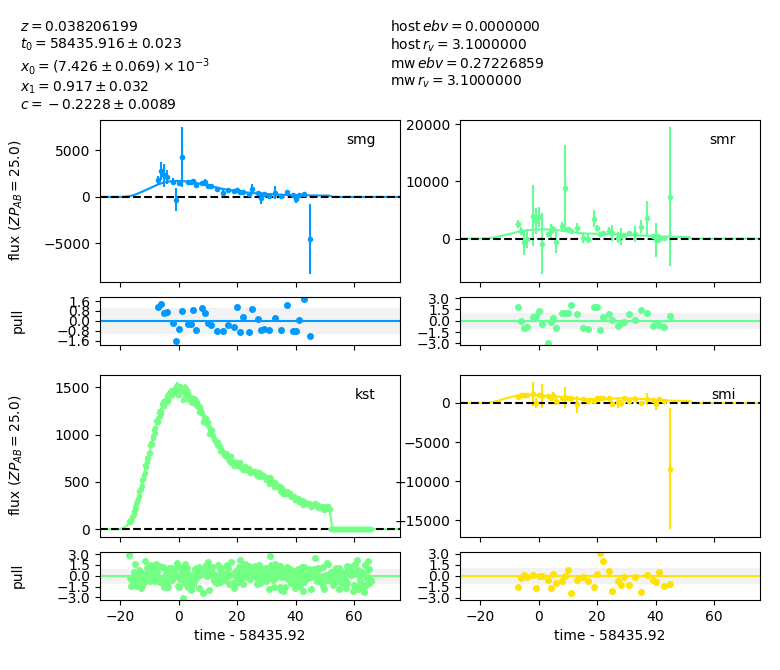 z = 0.038206199
t₀ = 58435.916 ± 0.023
x₀ = (7.426 ± 0.069) × 10⁻³
x₁ = 0.917 ± 0.032
c = −0.2228 ± 0.0089
host ebv = 0.0000000
host r_v = 3.1000000
mw ebv = 0.27226859
mw r_v = 3.1000000
flux (ZP_AB = 25.0)
5000
0
−5000
smg
20000
10000
0
smr
pull
1.6
0.8
0.0
−0.8
−1.6
3.0
1.5
0.0
−1.5
−3.0
flux (ZP_AB = 25.0)
1500
1000
500
0
kst
0
−5000
−10000
−15000
smi
pull
3.0
1.5
0.0
−1.5
−3.0
3.0
1.5
0.0
−1.5
−3.0
−20 0 20 40 60
time - 58435.92
−20 0 20 40 60
time - 58435.92